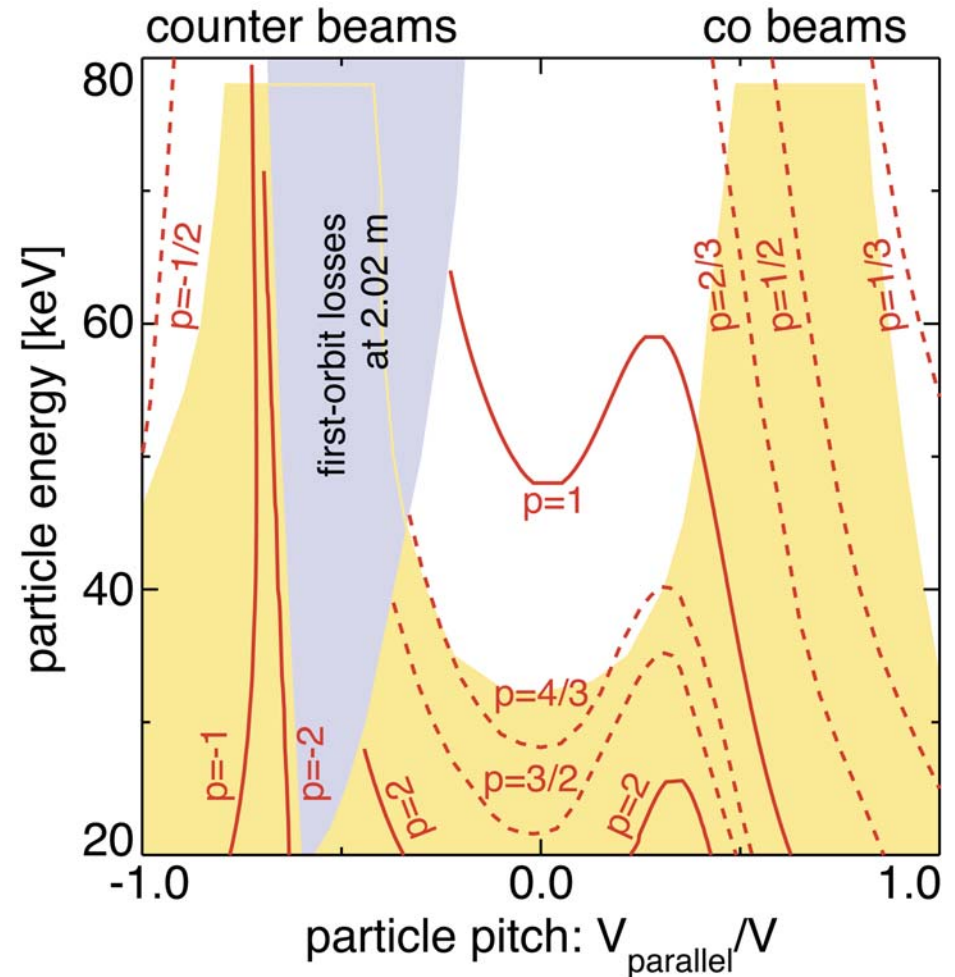 counter beams
co beams
80
60
40
20
particle energy [keV]
p=-1/2
first-orbit losses
at 2.02 m
p=2/3
p=1/2
p=1/3
p=1
p=4/3
p=3/2
p=-1
p=-2
p=2
p=2
-1.0
0.0
1.0
particle pitch: Vparallel/V